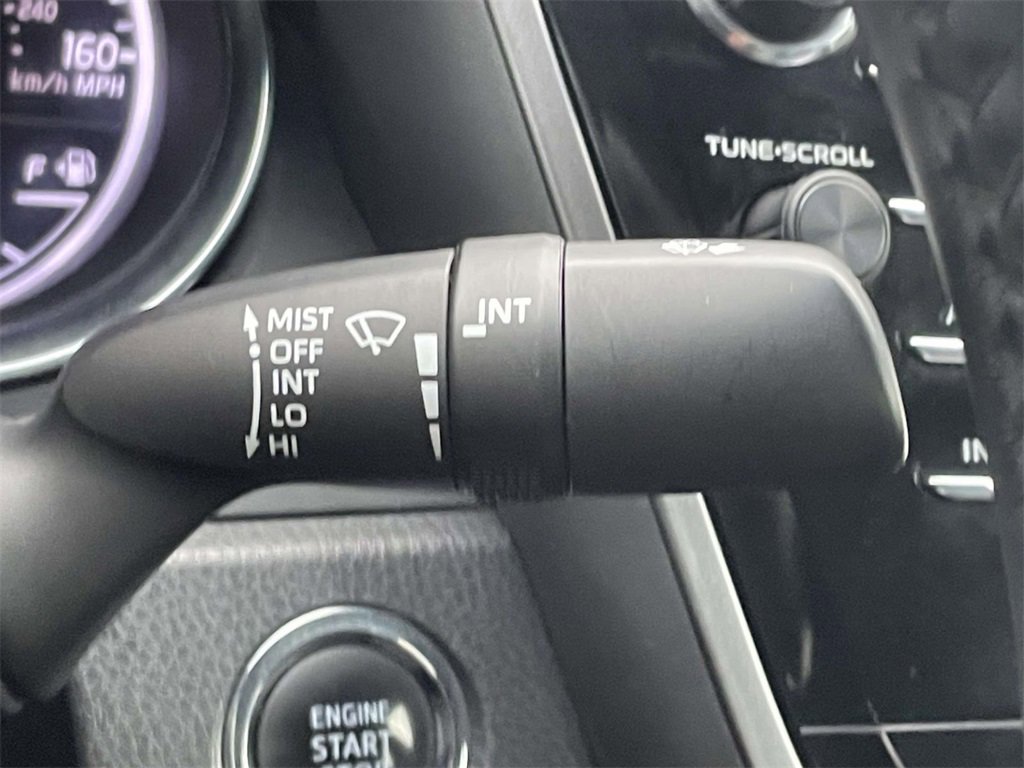 240
160
km/h MPH
F
TUNE•SCROLL
MIST
OFF
INT
LO
HI
INT
ENGINE
START